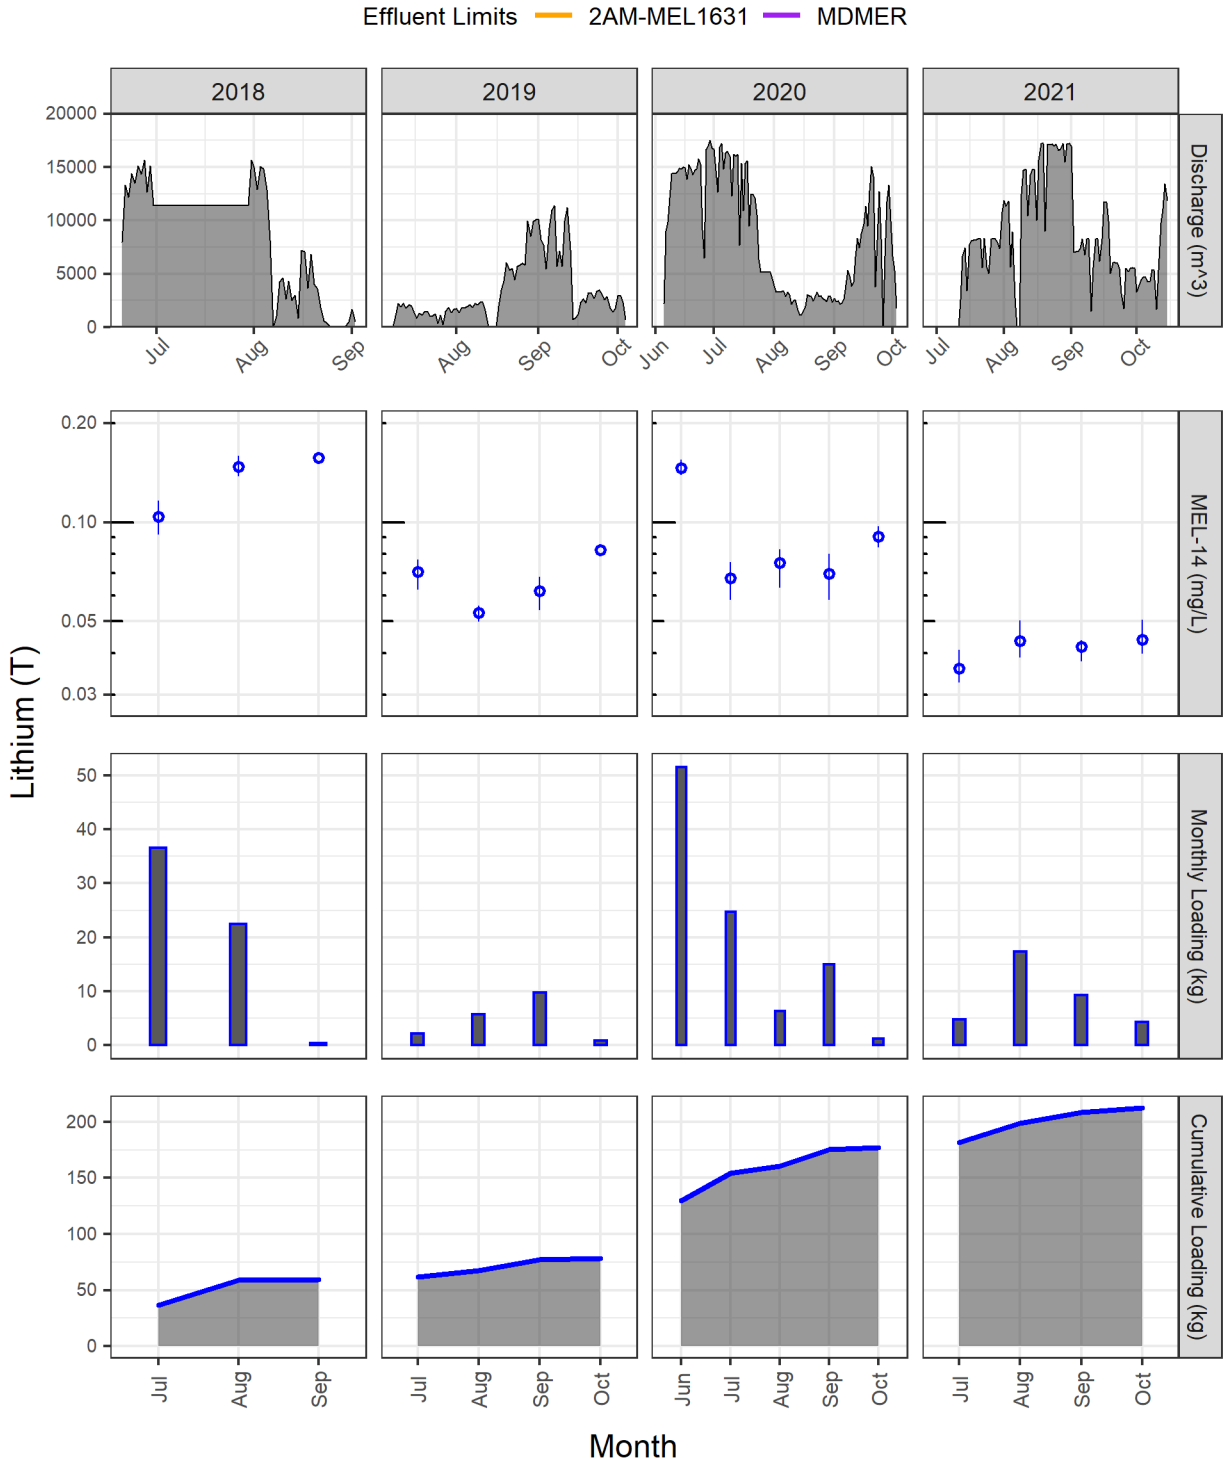 Effluent Limits 2AM-MEL1631 MDMER
2018 2019 2020 2021
20000
15000
10000
5000
0
Discharge (m^3)
Jul Aug Sep Aug Sep Oct Jun Jul Aug Sep Oct Jul Aug Sep Oct
0.20
0.10
0.05
0.03
MEL-14 (mg/L)
Lithium (T)
50
40
30
20
10
0
Monthly Loading (kg)
200
150
100
50
0
Cumulative Loading (kg)
Jul Aug Sep Jul Aug Sep Oct Jun Jul Aug Sep Oct Jul Aug Sep Oct
Month